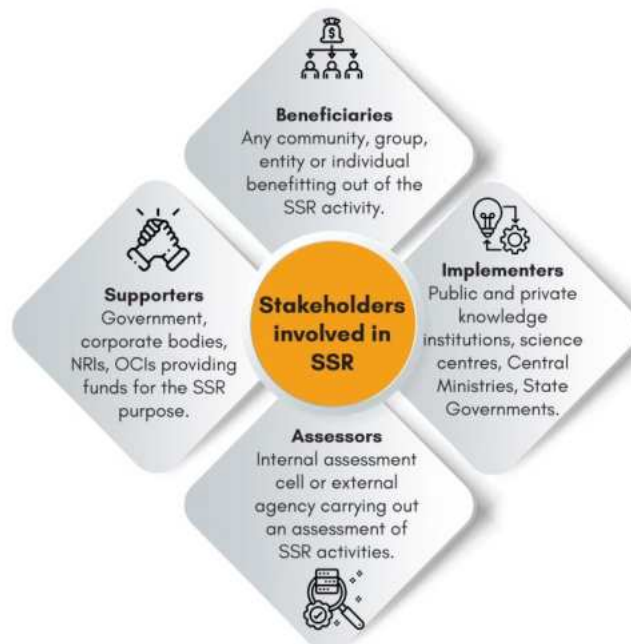 Beneficiaries
Any community, group,
entity or individual
benefitting out of the
SSR activity.
Supporters
Government,
corporate bodies,
NRIs, OCIs providing
funds for the SSR
purpose.
Stakeholders
involved in
SSR
Implementers
Public and private
knowledge
institutions, science
centres, Central
Ministries, State
Governments.
Assessors
Internal assessment
cell or external
agency carrying out
an assessment of
SSR activities.